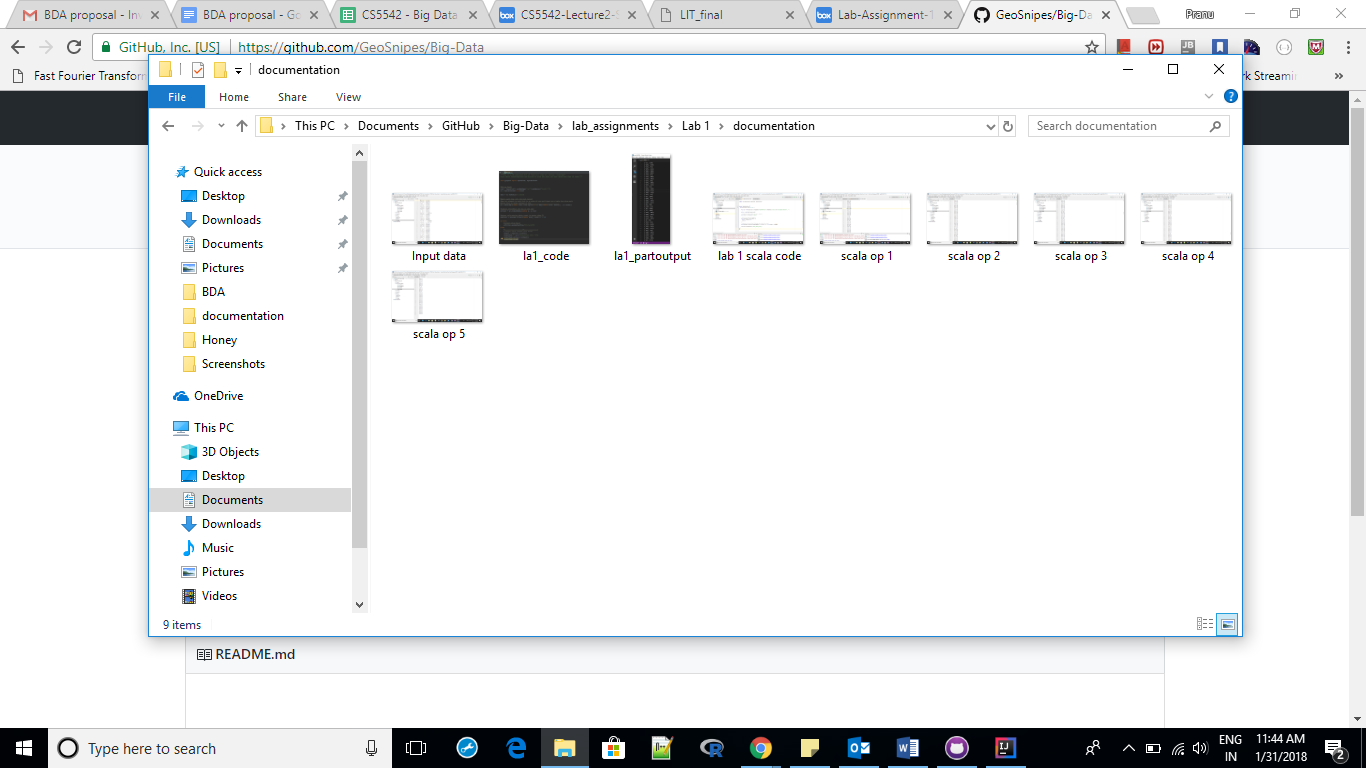 BDA proposal - In
BDA proposal - Go
CS5542 - Big Data
CS5542-Lecture2-
LIT_final
Lab-Assignment-
GeoSnipes/Big-Da
Pranu
GitHub, Inc. [US]
https://github.com/GeoSnipes/Big-Data
Fast Fourier Transfor
rk Streami
documentation
File
Home
Share
View
This PC
Documents
GitHub
Big-Data
lab_assignments
Lab 1
documentation
Search documentation
Quick access
Desktop
Downloads
Documents
Pictures
BDA
documentation
Honey
Screenshots
OneDrive
This PC
3D Objects
Desktop
Documents
Downloads
Music
Pictures
Videos
Input data
la1_code
la1_partoutput
lab 1 scala code
scala op 1
scala op 2
scala op 3
scala op 4
scala op 5
9 items
README.md
Type here to search
ENG
IN
11:44 AM
1/31/2018
2